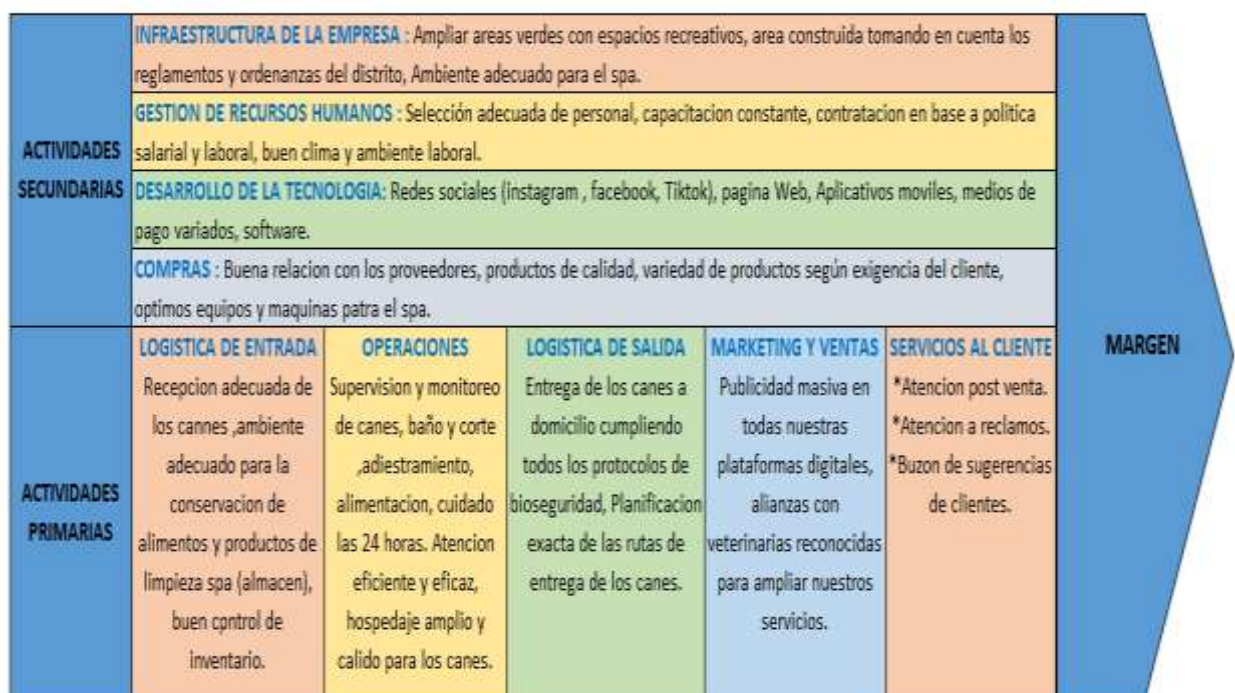 INFRAESTRUCTURA DE LA EMPRESA : Ampliar areas verdes con espacios recreativos, area construida tomando en cuenta los
reglamentos y ordenanzas del distrito, Ambiente adecuado para el spa.
GESTION DE RECURSOS HUMANOS : Selección adecuada de personal, capacitacion constante, contratacion en base a politica
salarial y laboral, buen clima y ambiente laboral.
ACTIVIDADES
SECUNDARIAS
DESARROLLO DE LA TECNOLOGIA: Redes sociales (instagram , facebook, Tiktok), pagina Web, Aplicativos moviles, medios de
pago variados, software.
COMPRAS : Buena relacion con los proveedores, productos de calidad, variedad de productos según exigencia del cliente,
optimos equipos y maquinas patra el spa.
ACTIVIDADES
PRIMARIAS
LOGISTICA DE ENTRADA
Recepcion adecuada de
los cannes ,ambiente
adecuado para la
conservacion de
alimentos y productos de
limpieza spa (almacen),
buen cpntrol de
inventario.
OPERACIONES
Supervision y monitoreo
de canes, baño y corte
,adiestramiento,
alimentacion, cuidado
las 24 horas. Atencion
eficiente y eficaz,
hospedaje amplio y
calido para los canes.
LOGISTICA DE SALIDA
Entrega de los canes a
domicilio cumpliendo
todos los protocolos de
bioseguridad, Planificacion
exacta de las rutas de
entrega de los canes.
MARKETING Y VENTAS
Publicidad masiva en
todas nuestras
plataformas digitales,
alianzas con
veterinarias reconocidas
para ampliar nuestros
servicios.
SERVICIOS AL CLIENTE
*Atencion post venta.
*Atencion a reclamos.
*Buzon de sugerencias
de clientes.
MARGEN